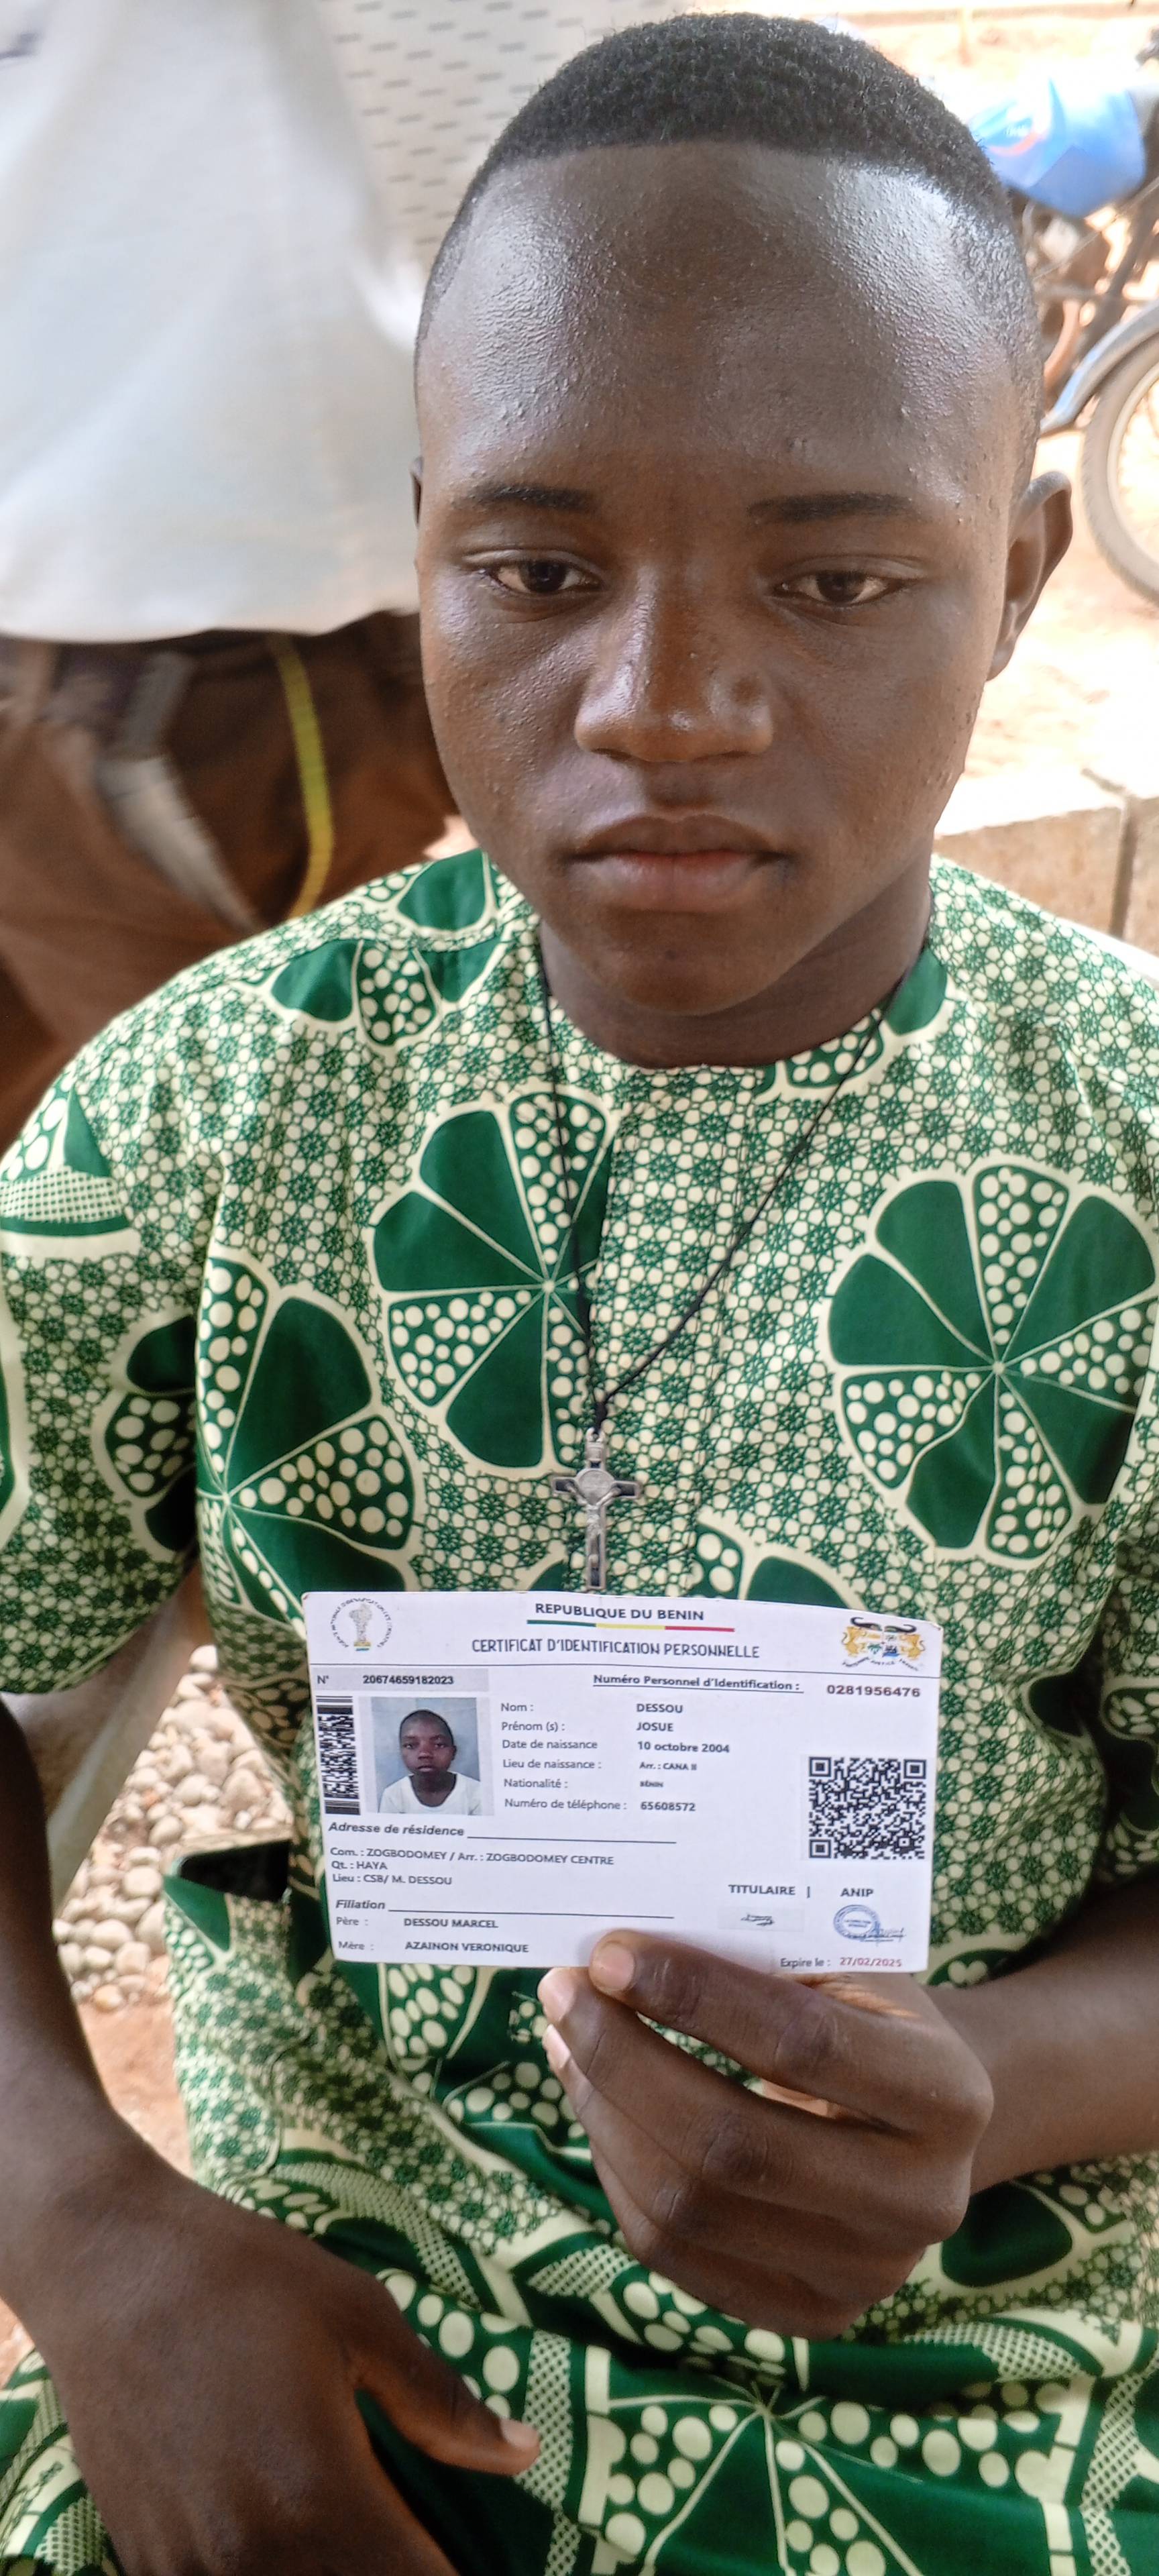 REPUBLIQUE DU BENIN
CERTIFICAT D'IDENTIFICATION PERSONNELLE
N° 20674659182023
Numéro Personnel d'Identification : 0281956476
Nom : DESSOU
Prénom (s) : JOSUE
Date de naissance 10 octobre 2004
Lieu de naissance : Arr. : CANA II
Nationalité : BÉNIN
Numéro de téléphone : 65608572
Adresse de résidence
Com. : ZOGBODOMEY / Arr. : ZOGBODOMEY CENTRE
Qt. : HAYA
Lieu : CSB/ M. DESSOU
TITULAIRE | ANIP
Filiation
Père : DESSOU MARCEL
Mère : AZAINON VERONIQUE
Expire le : 27/02/2025